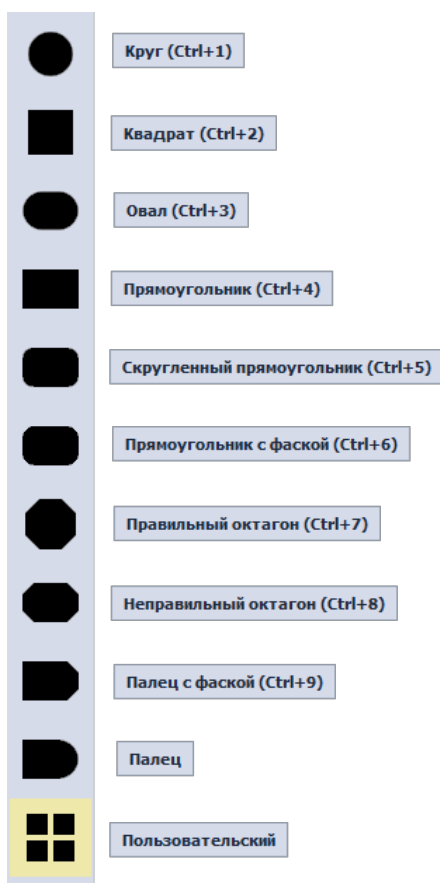 Круг (Ctrl+1)
Квадрат (Ctrl+2)
Овал (Ctrl+3)
Прямоугольник (Ctrl+4)
Скругленный прямоугольник (Ctrl+5)
Прямоугольник с фаской (Ctrl+6)
Правильный октагон (Ctrl+7)
Неправильный октагон (Ctrl+8)
Палец с фаской (Ctrl+9)
Палец
Пользовательский